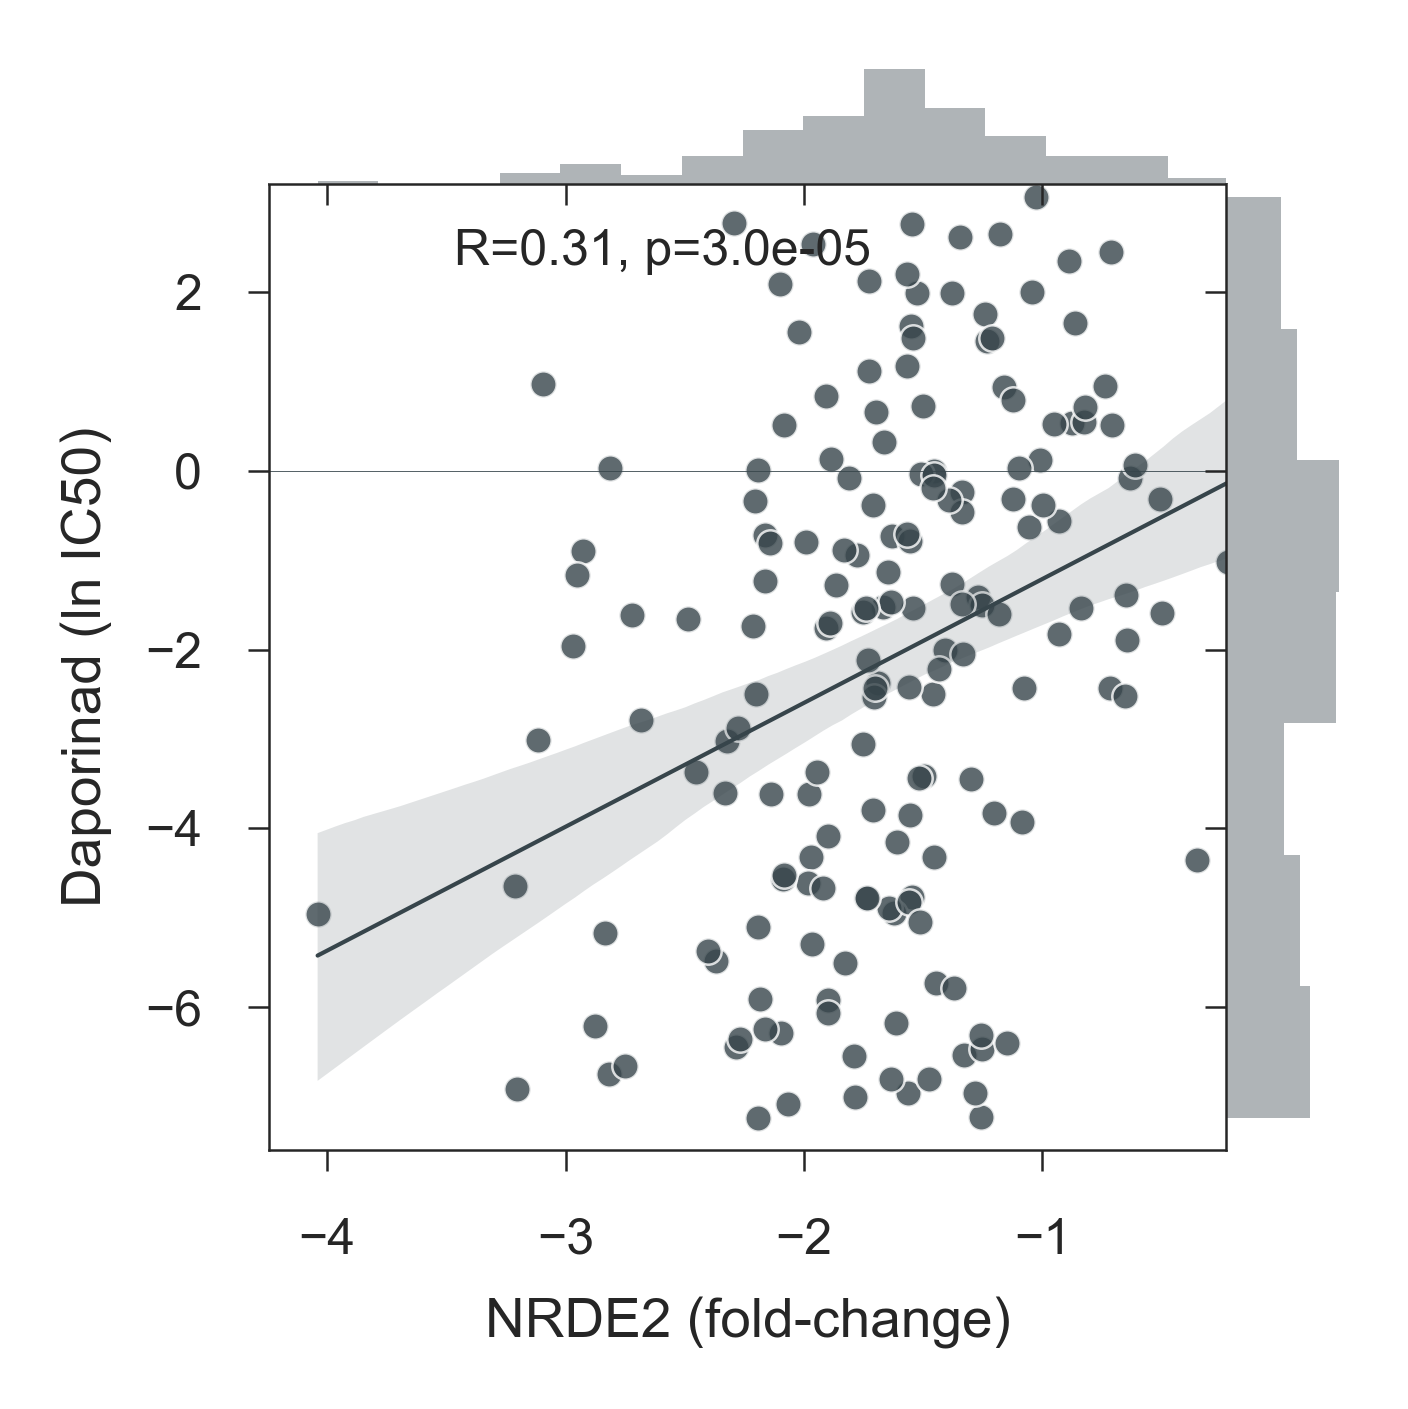 R=0.31, p=3.0e-05
2
0
−2
−4
−6
Daporinad (ln IC50)
−4 −3 −2 −1
NRDE2 (fold-change)